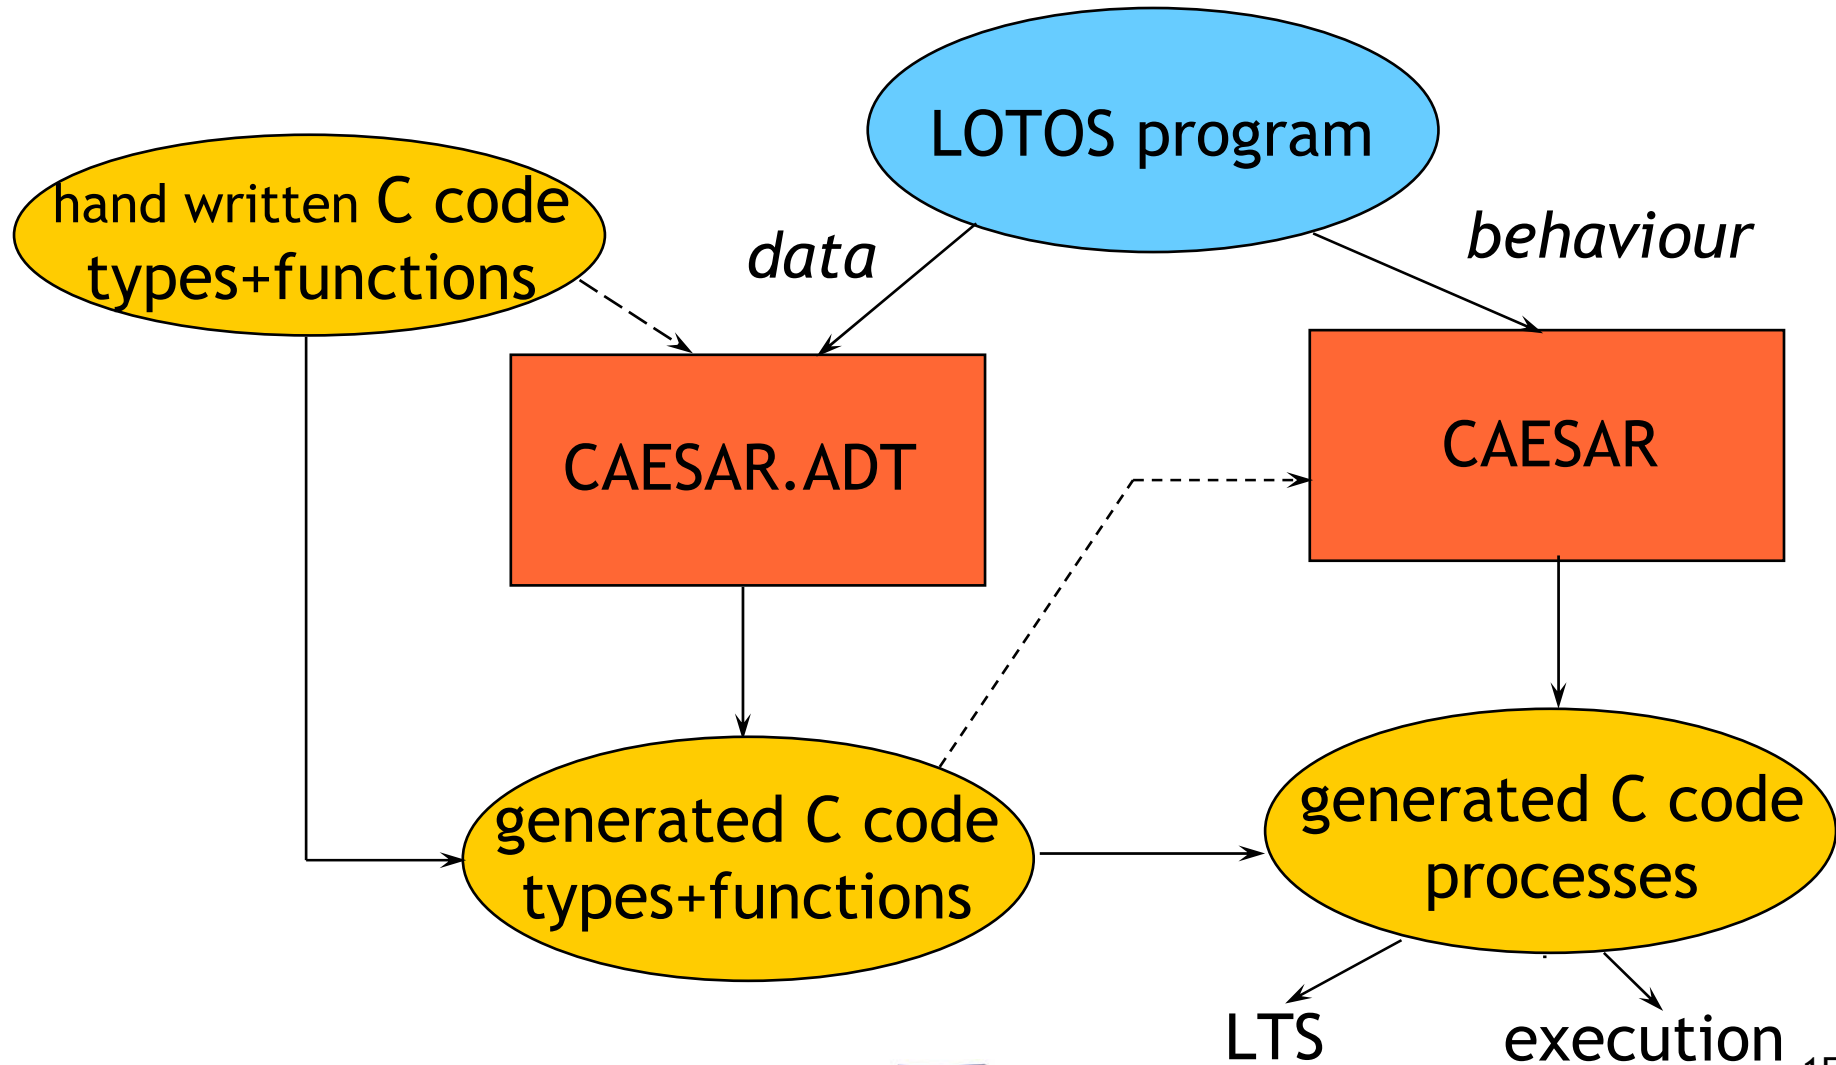 LOTOS program
hand written C code
types+functions
data
behaviour
CAESAR.ADT
CAESAR
generated C code
types+functions
generated C code
processes
LTS
execution